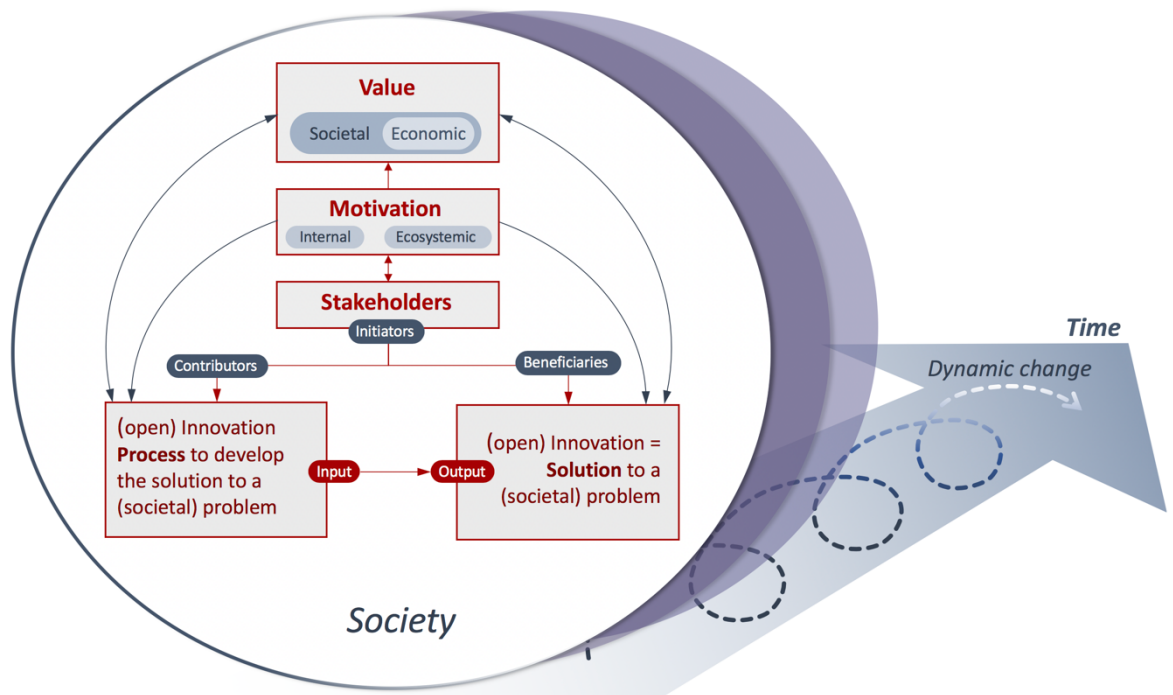 Value
Societal Economic
Motivation
Internal Ecosystemic
Stakeholders
Initiators
Contributors
Beneficiaries
(open) Innovation
Process to develop
the solution to a
(societal) problem
Input
Output
(open) Innovation =
Solution to a
(societal) problem
Society
Time
Dynamic change